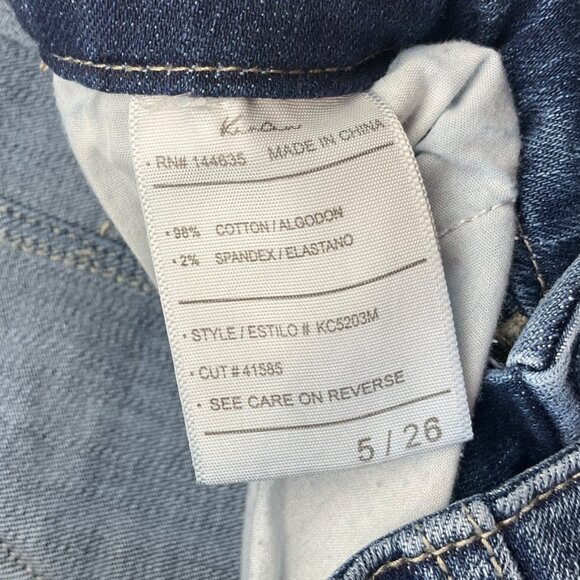 KanCan
• RN# 144635 MADE IN CHINA
• 98% COTTON / ALGODON
• 2% SPANDEX / ELASTANO
• STYLE / ESTILO # KC5203M
• CUT # 41585
• SEE CARE ON REVERSE
5 / 26